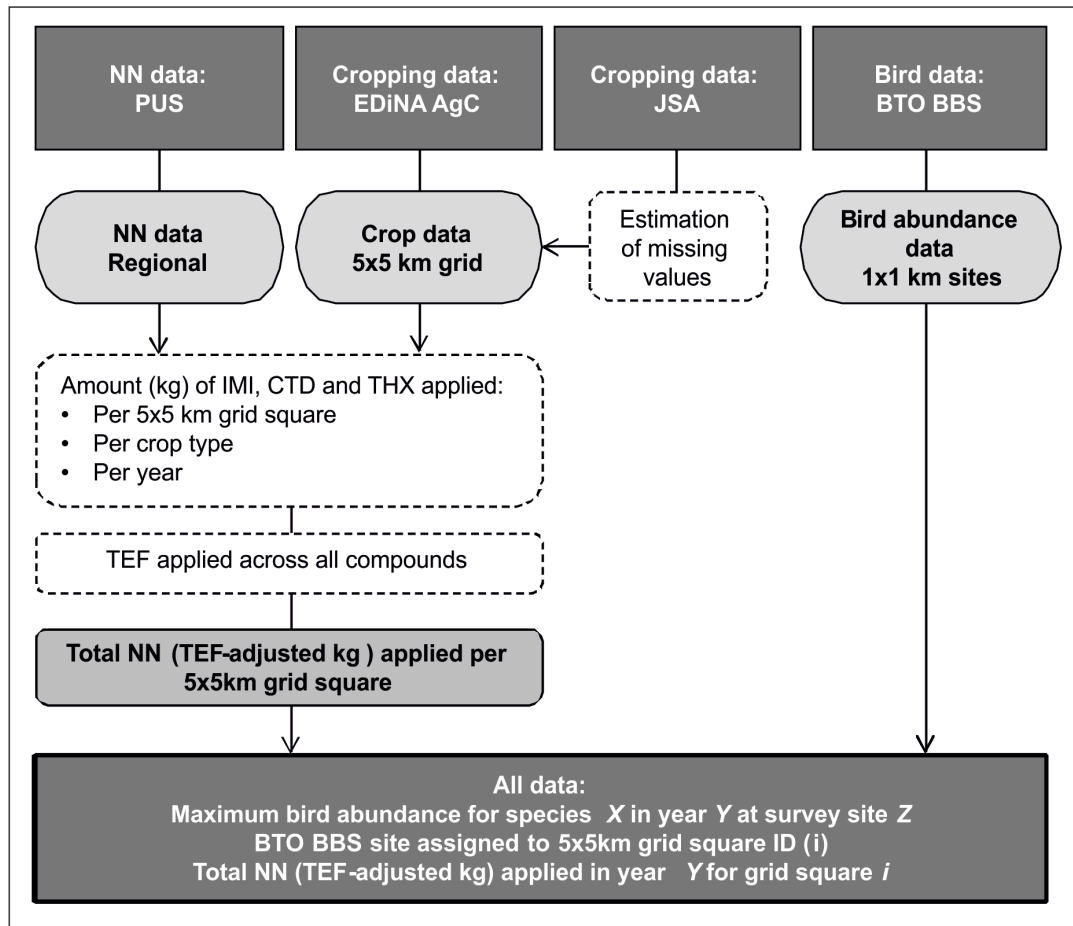 NN data:
PUS
Cropping data:
EDiNA AgC
Cropping data:
JSA
Bird data:
BTO BBS
NN data
Regional
Crop data
5x5 km grid
Estimation
of missing
values
Bird abundance
data
1x1 km sites
Amount (kg) of IMI, CTD and THX applied:
• Per 5x5 km grid square
• Per crop type
• Per year
TEF applied across all compounds
Total NN (TEF-adjusted kg ) applied per
5x5km grid square
All data:
Maximum bird abundance for species X in year Y at survey site Z
BTO BBS site assigned to 5x5km grid square ID (i)
Total NN (TEF-adjusted kg) applied in year Y for grid square i